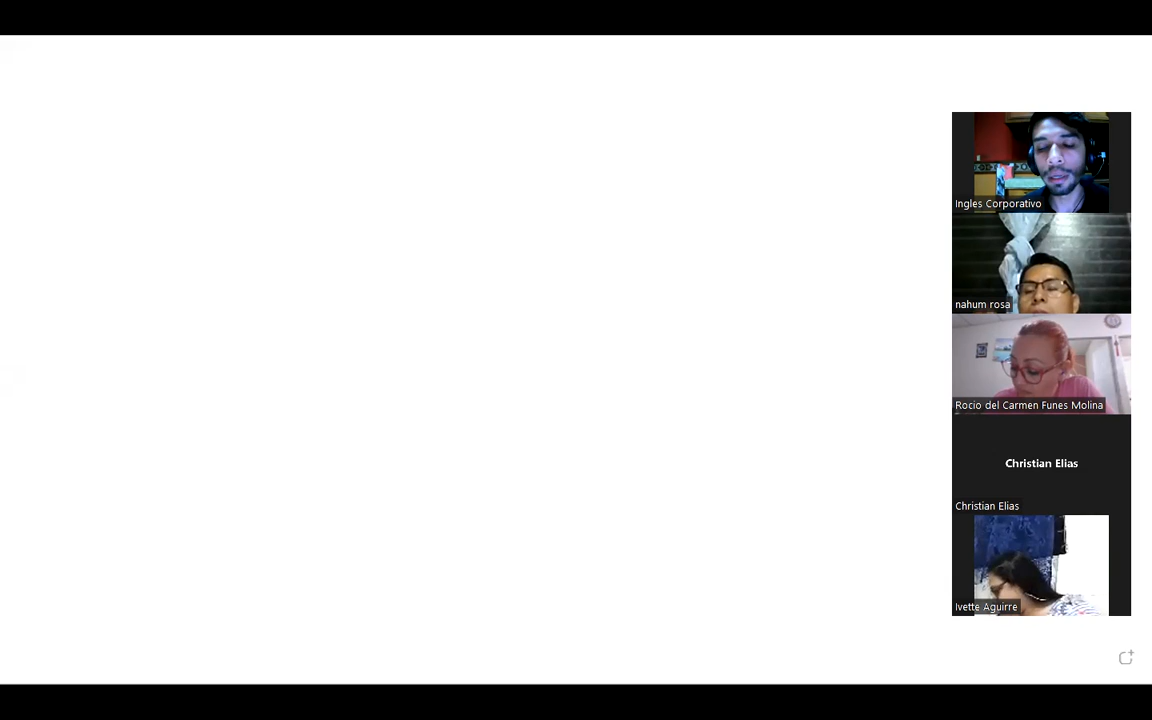 Ingles Corporativo
nahum rosa
Rocio del Carmen Funes Molina
Christian Elias
Christian Elias
Ivette Aguirre